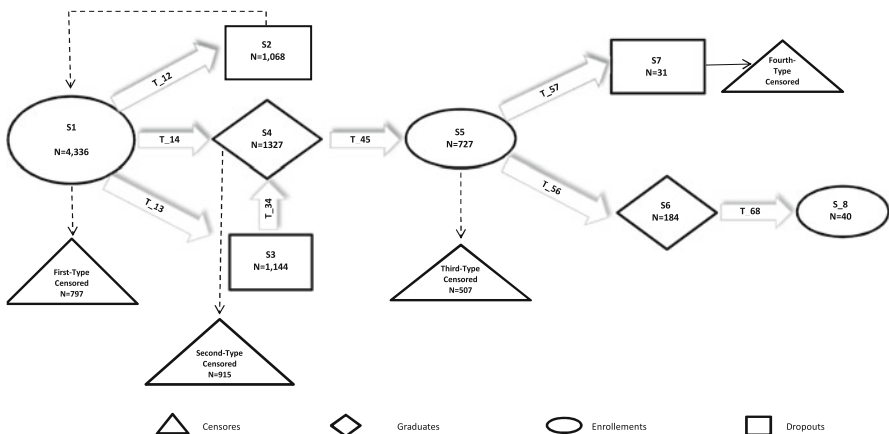 S2
N=1,068
T_12
S1
N=4,336
T_14
S4
N=1327
T_45
S5
N=727
T_57
S7
N=31
Fourth-
Type
Censored
T_13
T_34
S3
N=1,144
T_56
S6
N=184
T_68
S_8
N=40
First-Type
Censored
N=797
Second-Type
Censored
N=915
Third-Type
Censored
N=507
Censores
Graduates
Enrollements
Dropouts